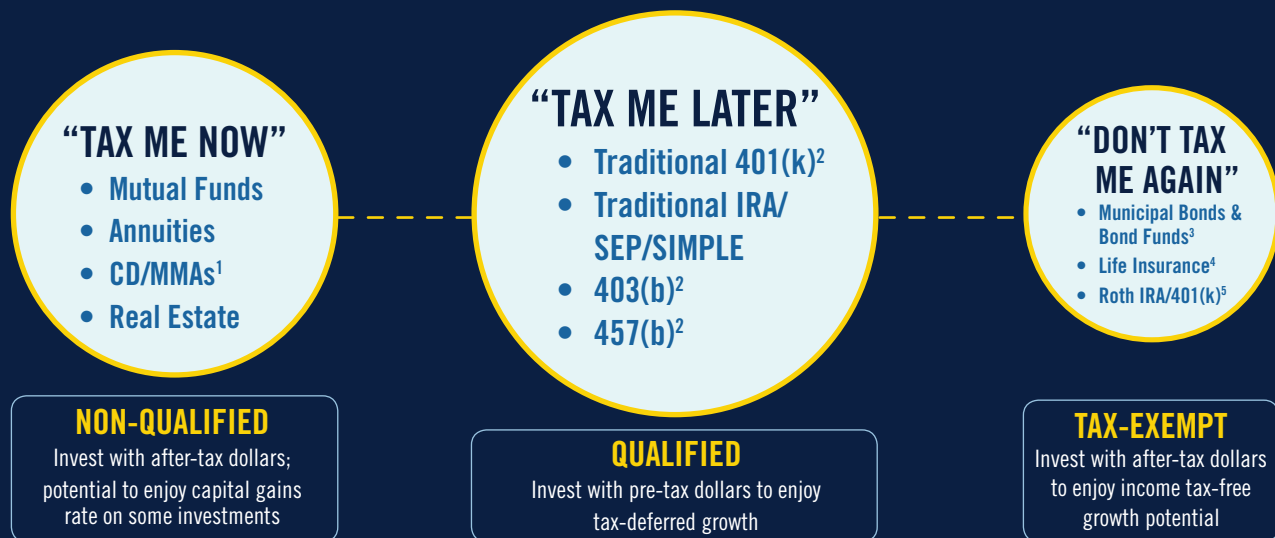 “TAX ME NOW”
• Mutual Funds
• Annuities
• CD/MMAs¹
• Real Estate
NON-QUALIFIED
Invest with after-tax dollars;
potential to enjoy capital gains
rate on some investments
“TAX ME LATER”
• Traditional 401(k)²
• Traditional IRA/
SEP/SIMPLE
• 403(b)²
• 457(b)²
QUALIFIED
Invest with pre-tax dollars to enjoy
tax-deferred growth
“DON’T TAX
ME AGAIN”
• Municipal Bonds &
Bond Funds³
• Life Insurance⁴
• Roth IRA/401(k)⁵
TAX-EXEMPT
Invest with after-tax dollars
to enjoy income tax-free
growth potential